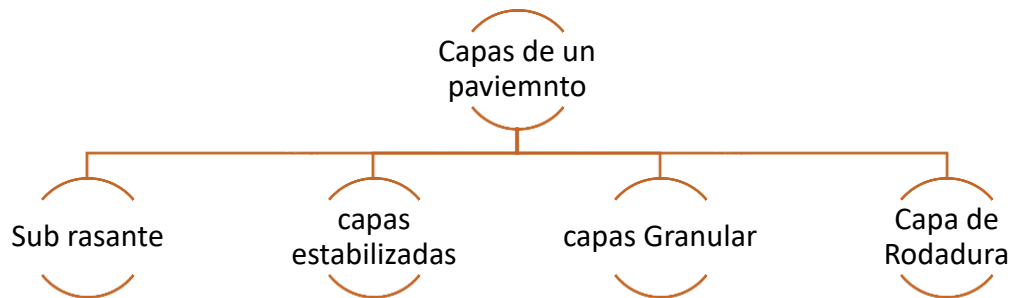 Capas de un
paviemnto
Sub rasante
capas
estabilizadas
capas Granular
Capa de
Rodadura